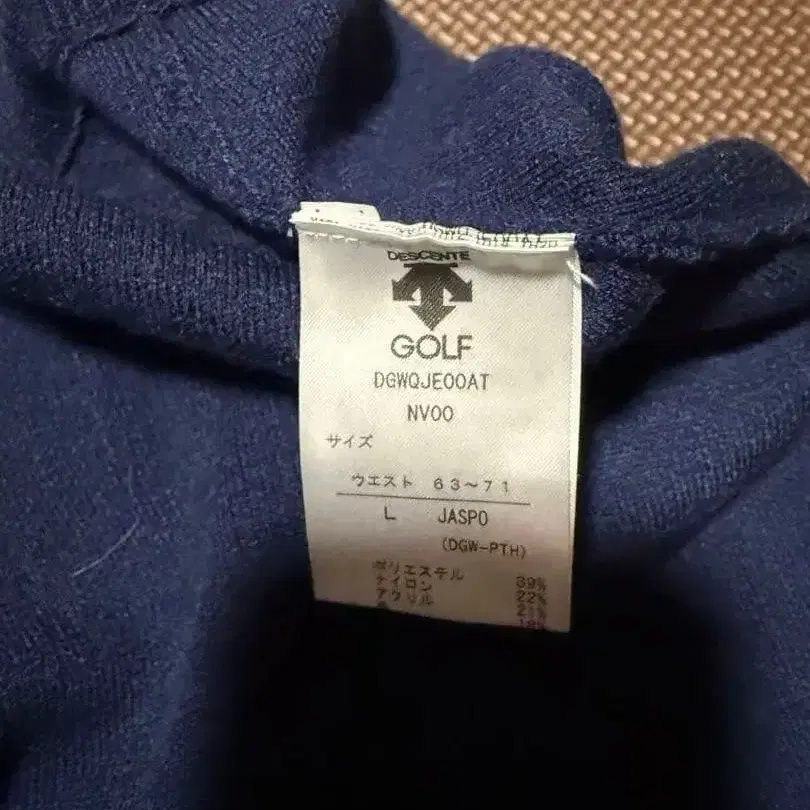 DESCENTE
GOLF
DGWQJE00AT
NV00
サイズ
ウエスト 63〜71
L JASPO
(DGW-PTH)
ポリエステル 39%
ナイロン 22%
アクリル 21%
18%